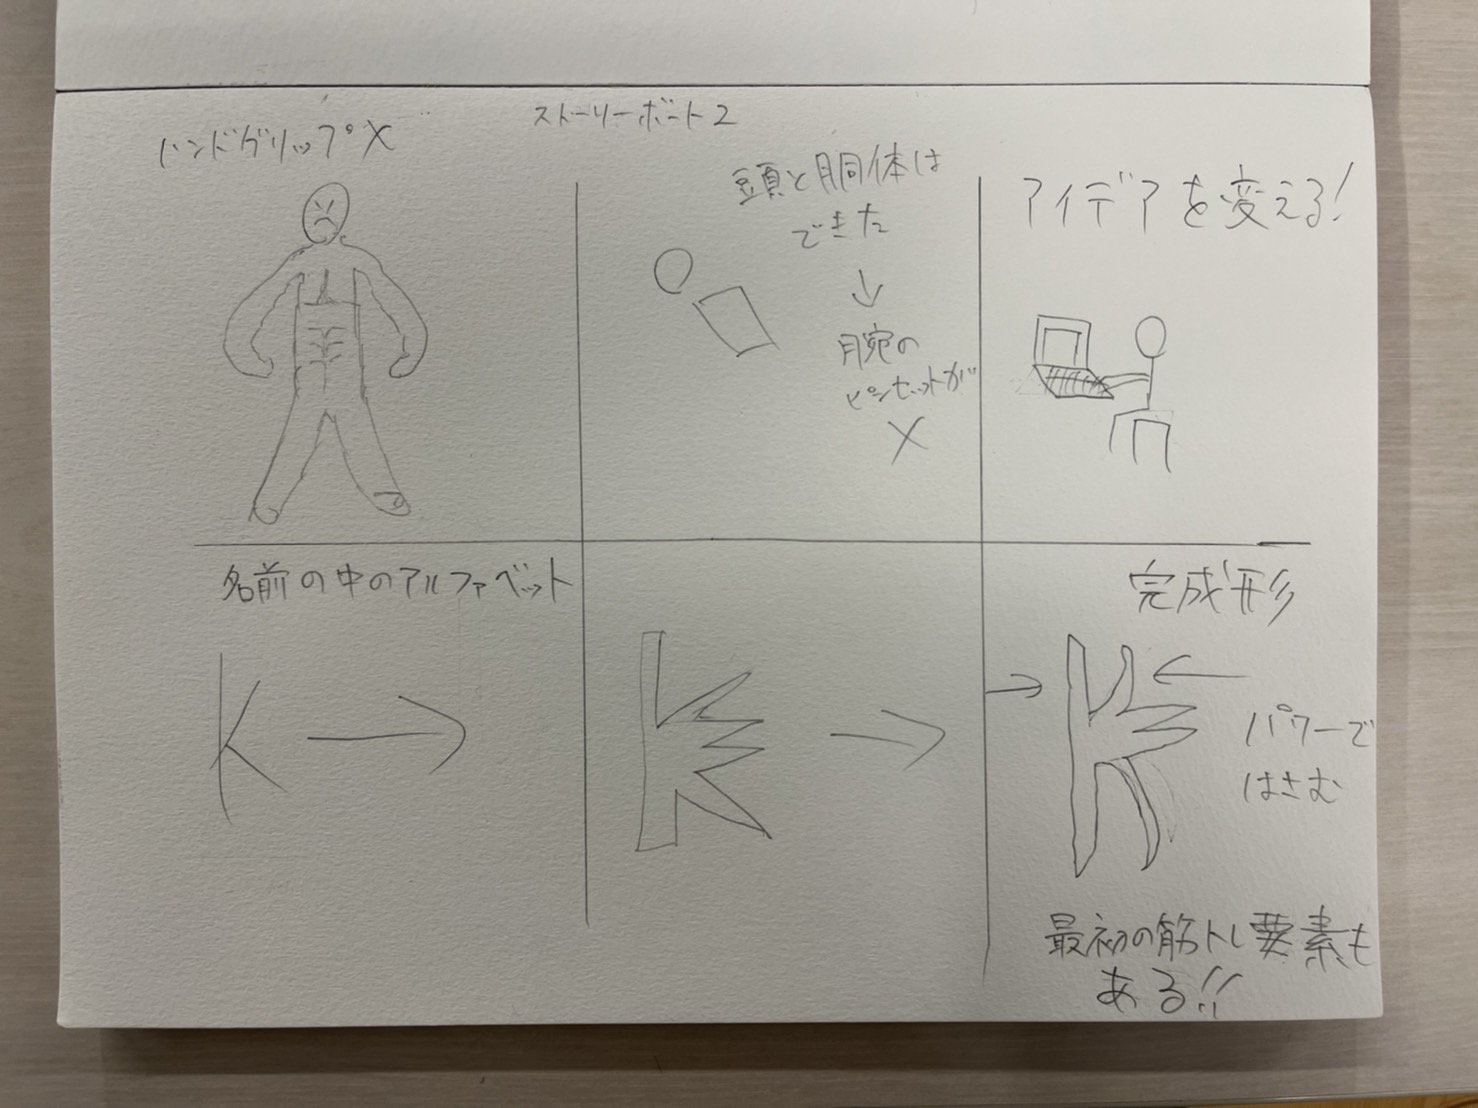 ストーリーボード2
ハンドグリップ X
頭と胴体は
できた
↓
腕の
ピンセットが
X
アイデアを変える!
名前の中のアルファベット
K
完成形
パワーで
はさむ
最初の筋トレ要素も
ある!!